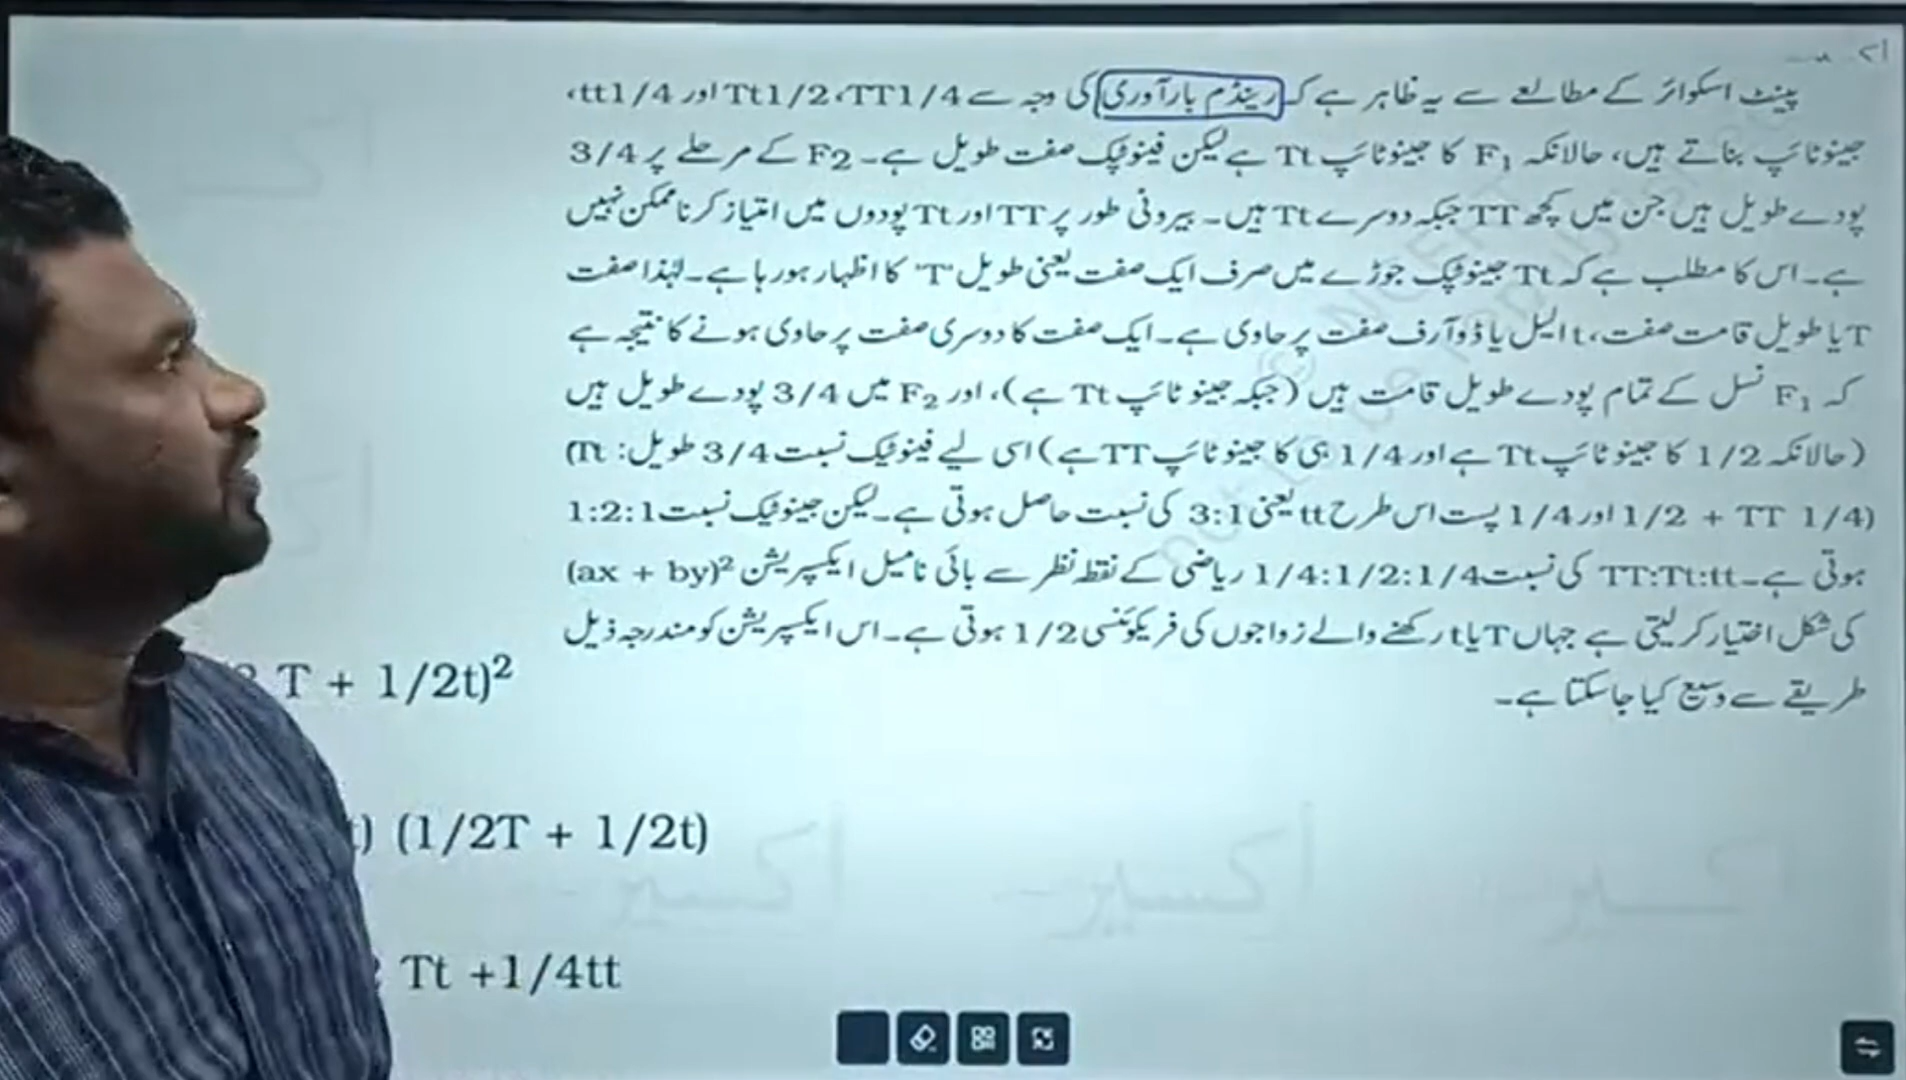 پینٹ اسکوائر کے مطالعے سے یہ ظاہر ہے کہ رینڈم بارآوری کی وجہ سے TT1/4، Tt1/2 اور tt1/4،
جینوٹائپ بناتے ہیں، حالانکہ F₁ کا جینوٹائپ Tt ہے لیکن فینوٹپک صفت طویل ہے۔ F2 کے مرحلے پر 3/4
پودے طویل ہیں جن میں کچھ TT جبکہ دوسرے Tt ہیں۔ بیرونی طور پر TT اور Tt پودوں میں امتیاز کرنا ممکن نہیں
ہے۔ اس کا مطلب ہے کہ Tt جینوٹپک جوڑے میں صرف ایک صفت یعنی طویل 'T' کا اظہار ہو رہا ہے۔ لہٰذا صفت
T یا طویل قامت صفت، t الیل یا ڈوآرف صفت پر حاوی ہے۔ ایک صفت کا دوسری صفت پر حاوی ہونے کا نتیجہ ہے
کہ F₁ نسل کے تمام پودے طویل قامت ہیں (جبکہ جینو ٹائپ Tt ہے)، اور F₂ میں 3/4 پودے طویل ہیں
(حالانکہ 1/2 کا جینو ٹائپ Tt ہے اور 1/4 ہی کا جینو ٹائپ TT ہے) اسی لیے فینوٹپک نسبت 3/4 طویل: (Tt
1/2 + TT 1/4) اور 1/4 پست اس طرح tt یعنی 3:1 کی نسبت حاصل ہوتی ہے۔ لیکن جینوٹپک نسبت 1:2:1
ہوتی ہے۔ TT:Tt:tt کی نسبت 1/4:1/2:1/4 ریاضی کے نقطہ نظر سے بائی نامیل ایکسپریشن (ax + by)²
کی شکل اختیار کر لیتی ہے جہاں T یا t رکھنے والے زواجوں کی فریکوئنسی 1/2 ہوتی ہے۔ اس ایکسپریشن کو مندرجہ ذیل
طریقے سے وسیع کیا جا سکتا ہے۔
T + 1/2t)²
t) (1/2T + 1/2t)
Tt +1/4tt
اکسیر
اکسیر